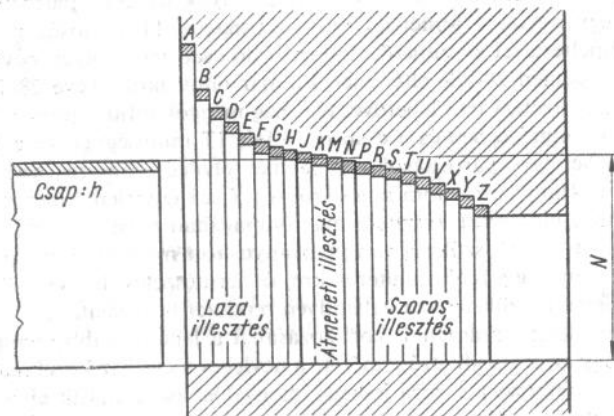 A
B
C
D
E
F
G
H
J
K
M
N
P
R
S
T
U
V
X
Y
Z
Csap:h
N
Laza
illesztés
Átmeneti illesztés
Szoros
illesztés